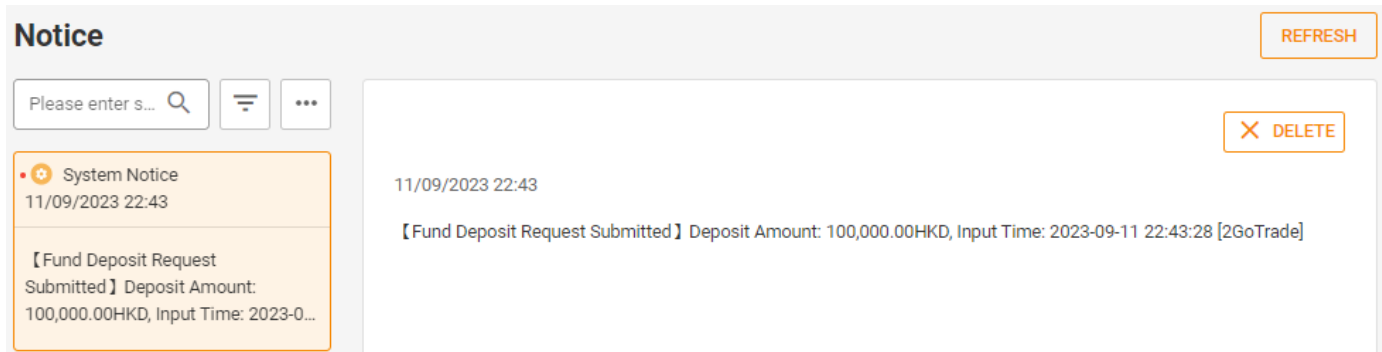 Notice
REFRESH
Please enter s...
DELETE
System Notice
11/09/2023 22:43
【Fund Deposit Request
Submitted】Deposit Amount:
100,000.00HKD, Input Time: 2023-0...
11/09/2023 22:43
【Fund Deposit Request Submitted】Deposit Amount: 100,000.00HKD, Input Time: 2023-09-11 22:43:28 [2GoTrade]